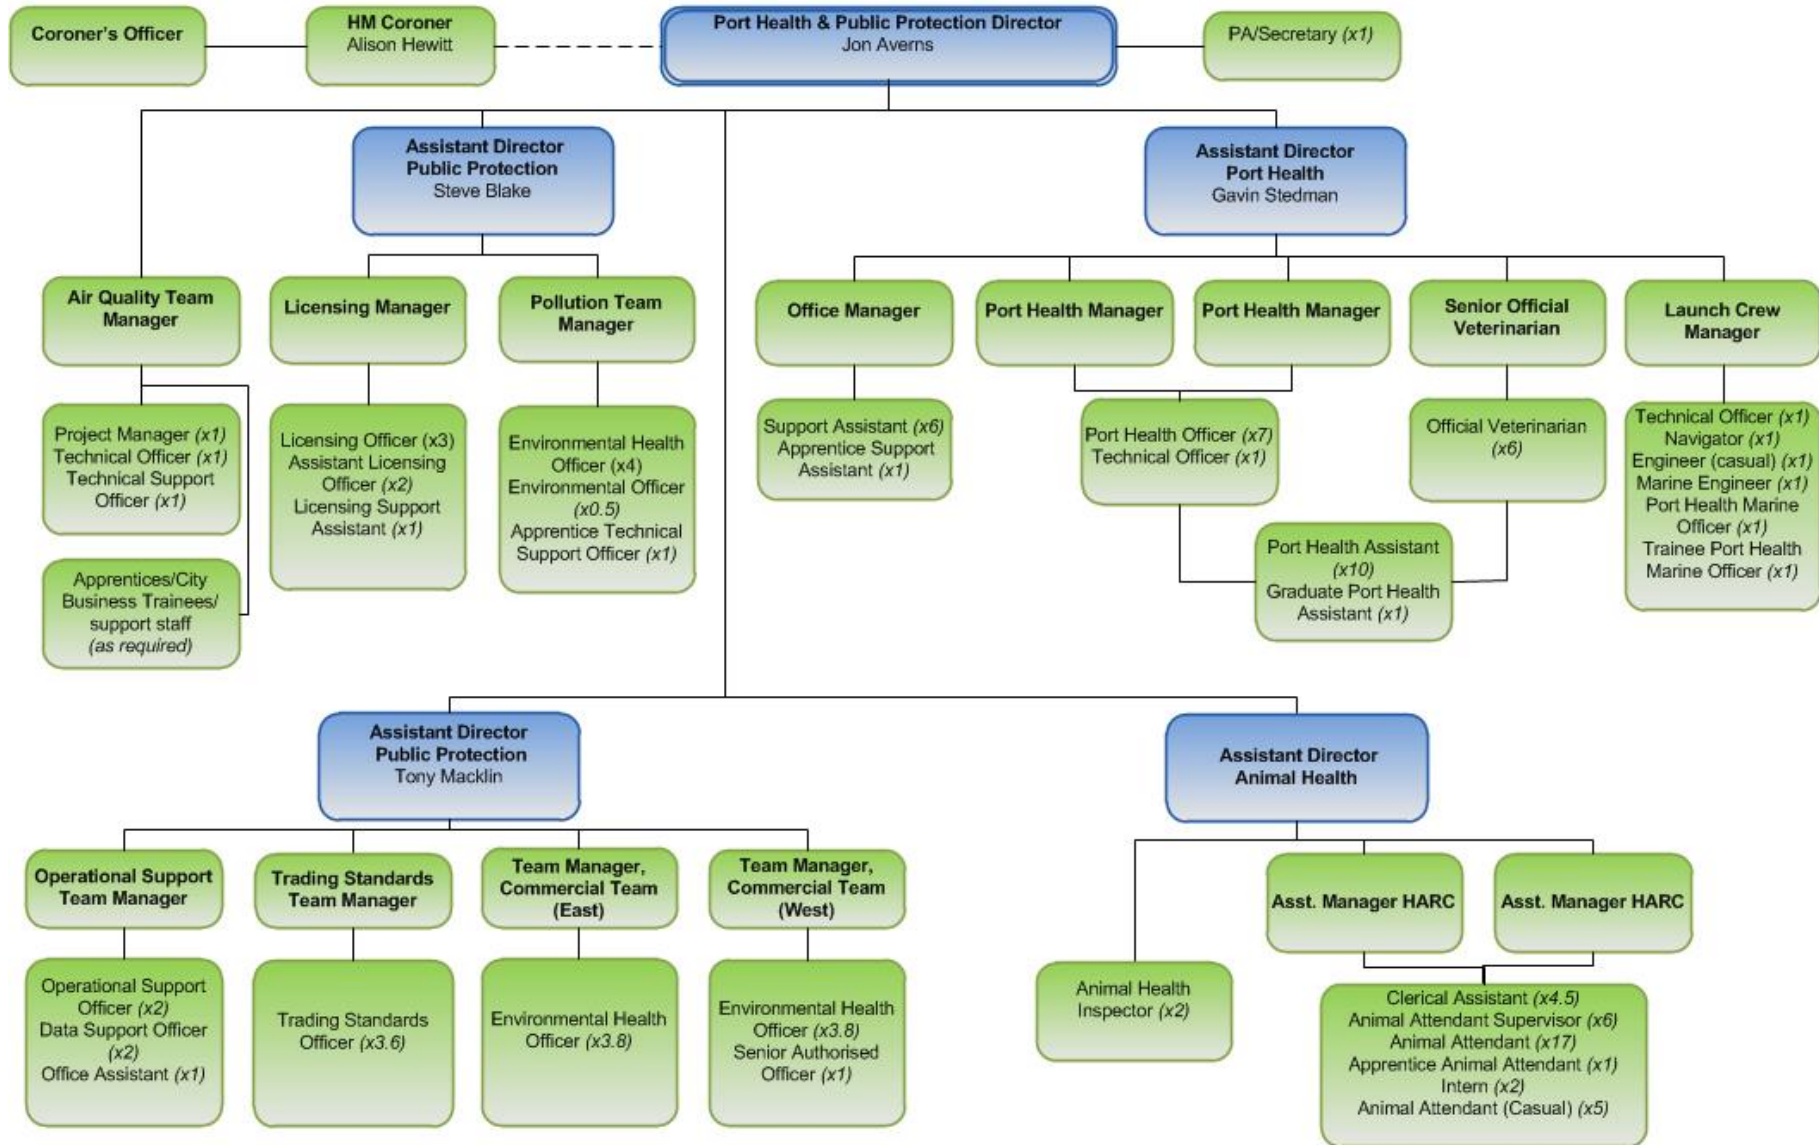 Coroner's Officer
HM Coroner
Alison Hewitt
Port Health & Public Protection Director
Jon Averns
PA/Secretary (x1)
Assistant Director
Public Protection
Steve Blake
Assistant Director
Port Health
Gavin Stedman
Air Quality Team
Manager
Licensing Manager
Pollution Team
Manager
Office Manager
Port Health Manager
Port Health Manager
Senior Official
Veterinarian
Launch Crew
Manager
Project Manager (x1)
Technical Officer (x1)
Technical Support
Officer (x1)
Licensing Officer (x3)
Assistant Licensing
Officer (x2)
Licensing Support
Assistant (x1)
Environmental Health
Officer (x4)
Environmental Officer
(x0.5)
Apprentice Technical
Support Officer (x1)
Support Assistant (x6)
Apprentice Support
Assistant (x1)
Port Health Officer (x7)
Technical Officer (x1)
Official Veterinarian
(x6)
Technical Officer (x1)
Navigator (x1)
Engineer (casual) (x1)
Marine Engineer (x1)
Port Health Marine
Officer (x1)
Trainee Port Health
Marine Officer (x1)
Apprentices/City
Business Trainees/
support staff
(as required)
Port Health Assistant
(x10)
Graduate Port Health
Assistant (x1)
Assistant Director
Public Protection
Tony Macklin
Assistant Director
Animal Health
Operational Support
Team Manager
Trading Standards
Team Manager
Team Manager,
Commercial Team
(East)
Team Manager,
Commercial Team
(West)
Asst. Manager HARC
Asst. Manager HARC
Operational Support
Officer (x2)
Data Support Officer
(x2)
Office Assistant (x1)
Trading Standards
Officer (x3.6)
Environmental Health
Officer (x3.8)
Environmental Health
Officer (x3.8)
Senior Authorised
Officer (x1)
Animal Health
Inspector (x2)
Clerical Assistant (x4.5)
Animal Attendant Supervisor (x6)
Animal Attendant (x17)
Apprentice Animal Attendant (x1)
Intern (x2)
Animal Attendant (Casual) (x5)